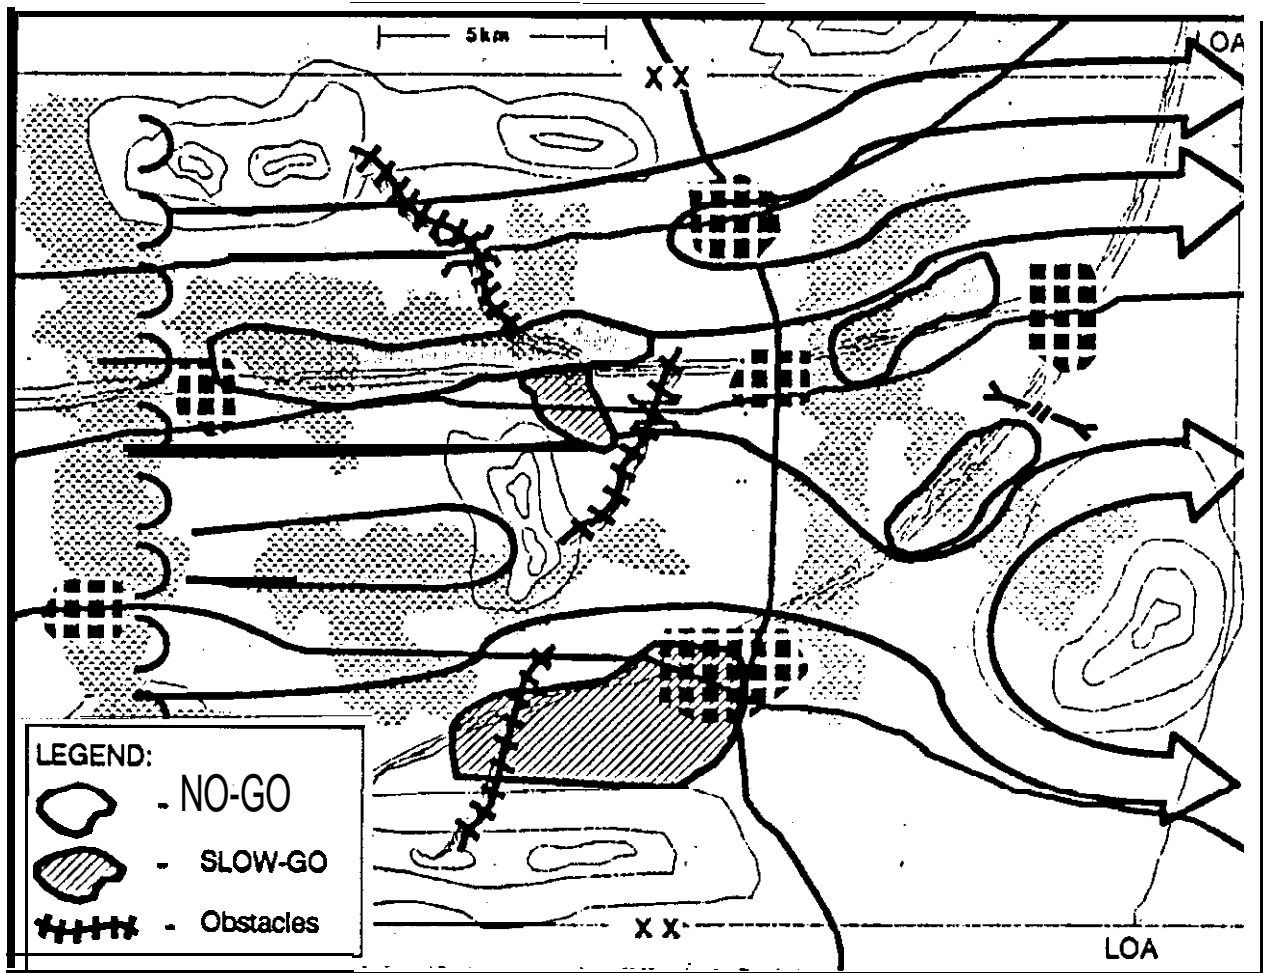 5km
LOA
X X
LEGEND:
- NO-GO
- SLOW-GO
- Obstacles
X X
LOA